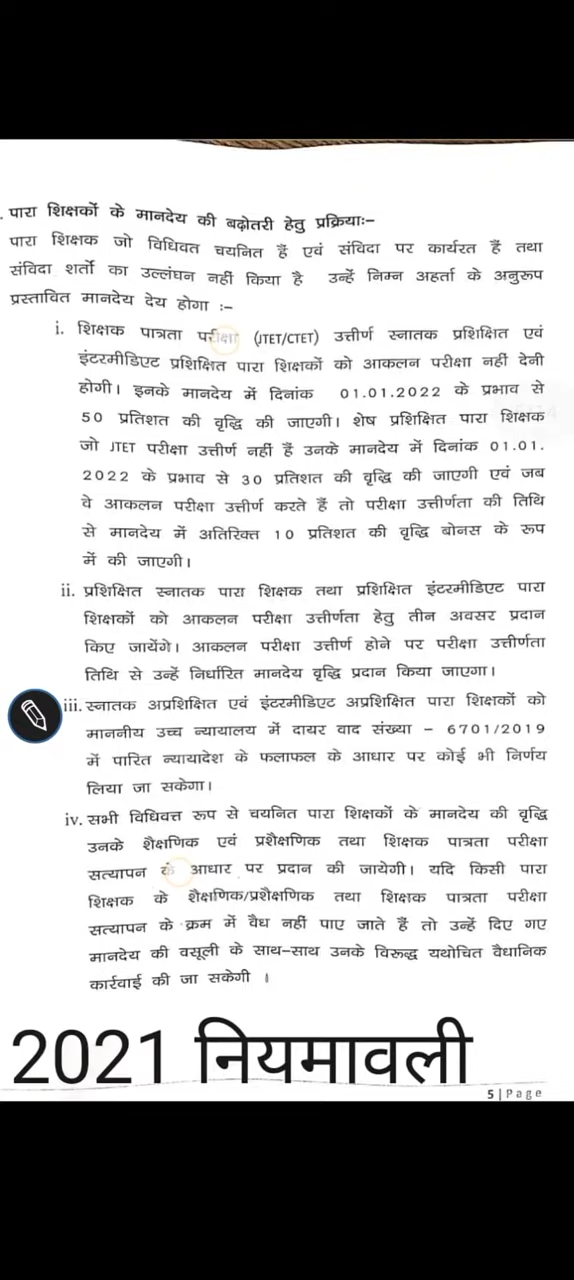 . पारा शिक्षकों के मानदेय की बढ़ोतरी हेतु प्रक्रियाः–
पारा शिक्षक जो विधिवत चयनित हैं एवं संविदा पर कार्यरत हैं तथा
संविदा शर्तो का उल्लंघन नहीं किया है उन्हें निम्न अहर्ता के अनुरूप
प्रस्तावित मानदेय देय होगा :–
i. शिक्षक पात्रता परीक्षा (JTET/CTET) उत्तीर्ण स्नातक प्रशिक्षित एवं
इंटरमीडिएट प्रशिक्षित पारा शिक्षकों को आकलन परीक्षा नहीं देनी
होगी। इनके मानदेय में दिनांक 01.01.2022 के प्रभाव से
50 प्रतिशत की वृद्धि की जाएगी। शेष प्रशिक्षित पारा शिक्षक
जो JTET परीक्षा उत्तीर्ण नहीं हैं उनके मानदेय में दिनांक 01.01.
2022 के प्रभाव से 30 प्रतिशत की वृद्धि की जाएगी एवं जब
वे आकलन परीक्षा उत्तीर्ण करते हैं तो परीक्षा उत्तीर्णता की तिथि
से मानदेय में अतिरिक्त 10 प्रतिशत की वृद्धि बोनस के रूप
में की जाएगी।
ii. प्रशिक्षित स्नातक पारा शिक्षक तथा प्रशिक्षित इंटरमीडिएट पारा
शिक्षकों को आकलन परीक्षा उत्तीर्णता हेतु तीन अवसर प्रदान
किए जायेंगे। आकलन परीक्षा उत्तीर्ण होने पर परीक्षा उत्तीर्णता
तिथि से उन्हें निर्धारित मानदेय वृद्धि प्रदान किया जाएगा।
iii. स्नातक अप्रशिक्षित एवं इंटरमीडिएट अप्रशिक्षित पारा शिक्षकों को
माननीय उच्च न्यायालय में दायर वाद संख्या – 6701/2019
में पारित न्यायादेश के फलाफल के आधार पर कोई भी निर्णय
लिया जा सकेगा।
iv. सभी विधिवत्त रूप से चयनित पारा शिक्षकों के मानदेय की वृद्धि
उनके शैक्षणिक एवं प्रशैक्षणिक तथा शिक्षक पात्रता परीक्षा
सत्यापन के आधार पर प्रदान की जायेगी। यदि किसी पारा
शिक्षक के शैक्षणिक/प्रशैक्षणिक तथा शिक्षक पात्रता परीक्षा
सत्यापन के क्रम में वैध नहीं पाए जाते हैं तो उन्हें दिए गए
मानदेय की वसूली के साथ–साथ उनके विरूद्ध यथोचित वैधानिक
कार्रवाई की जा सकेगी ।
2021 नियमावली
5 | Page